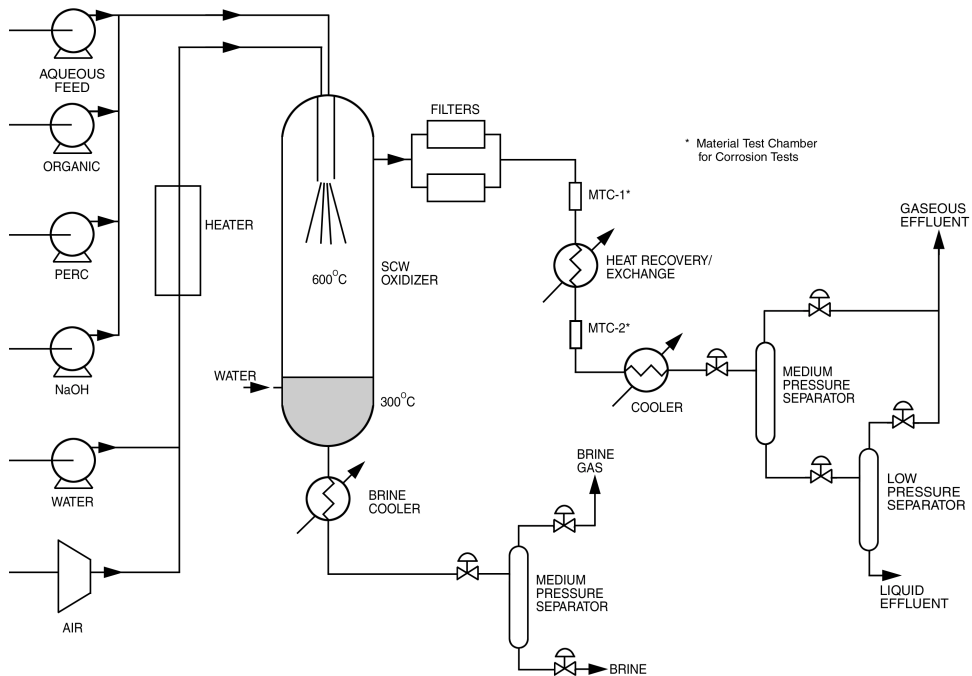 AQUEOUS
FEED
ORGANIC
PERC
NaOH
WATER
AIR
HEATER
FILTERS
600°C
SCW
OXIDIZER
WATER
300°C
BRINE
COOLER
* Material Test Chamber
for Corrosion Tests
MTC-1*
HEAT RECOVERY/
EXCHANGE
MTC-2*
COOLER
GASEOUS
EFFLUENT
MEDIUM
PRESSURE
SEPARATOR
LOW
PRESSURE
SEPARATOR
LIQUID
EFFLUENT
BRINE
GAS
MEDIUM
PRESSURE
SEPARATOR
BRINE